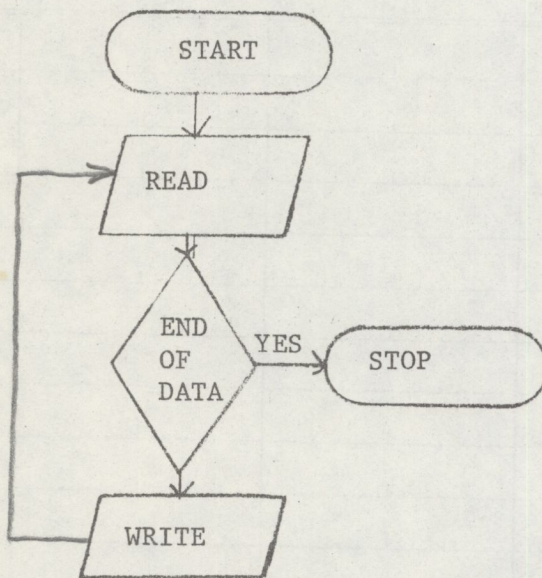 START
READ
END
OF
DATA
YES
STOP
WRITE